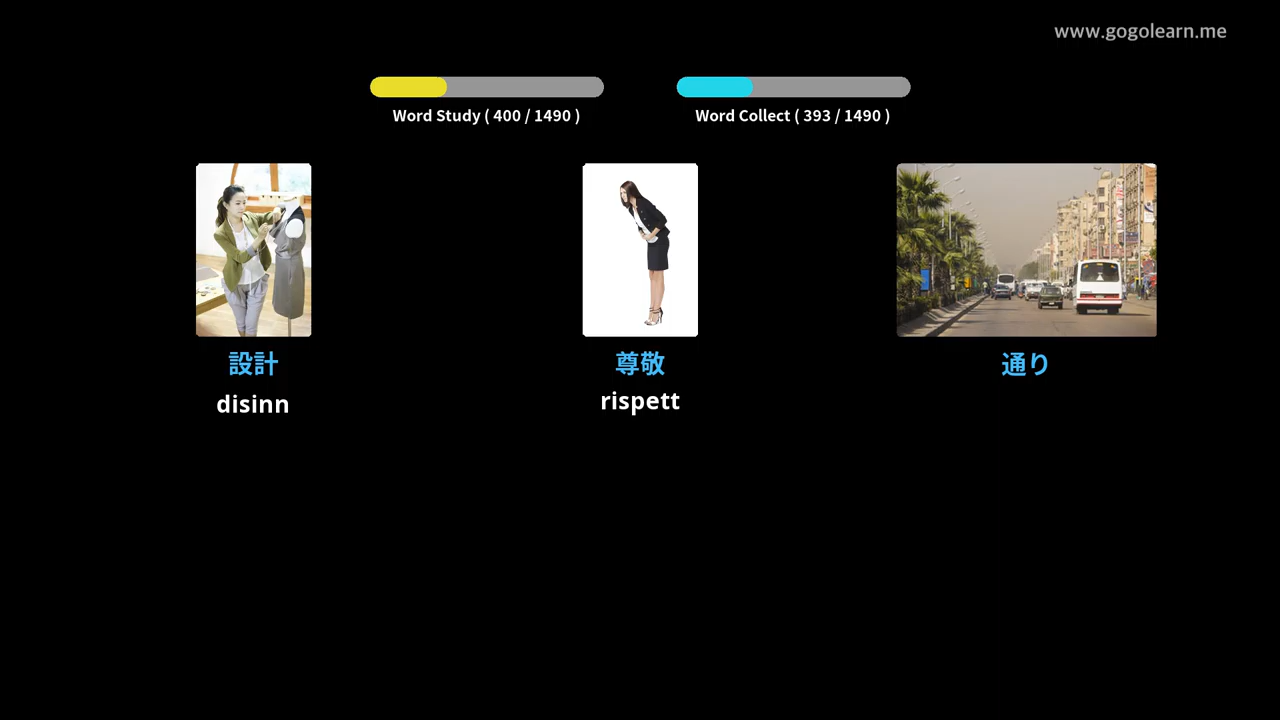 www.gogolearn.me
Word Study ( 400 / 1490 )
Word Collect ( 393 / 1490 )
設計
尊敬
通り
disinn
rispett